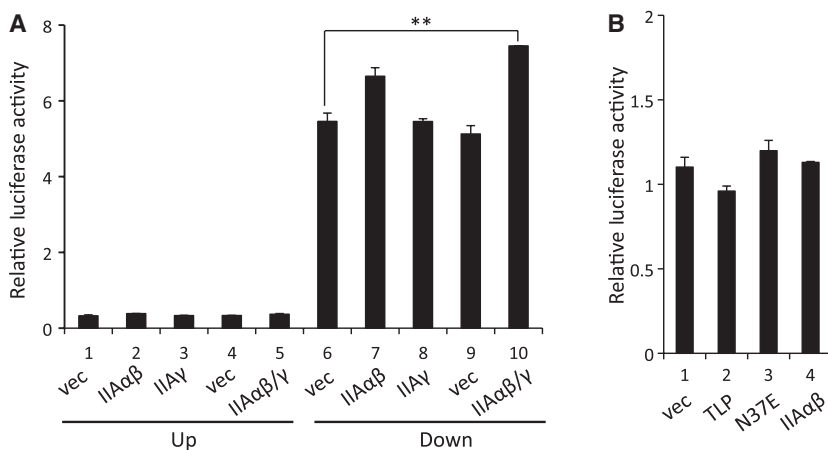 A
B
**
Relative luciferase activity
8
6
4
2
0
1 2 3 4 5 6 7 8 9 10
vec IIAαβ IIAγ vec IIAαβ/γ vec IIAαβ IIAγ vec IIAαβ/γ
Up Down
Relative luciferase activity
2
1.5
1
0.5
0
1 2 3 4
vec TLP N37E IIAαβ